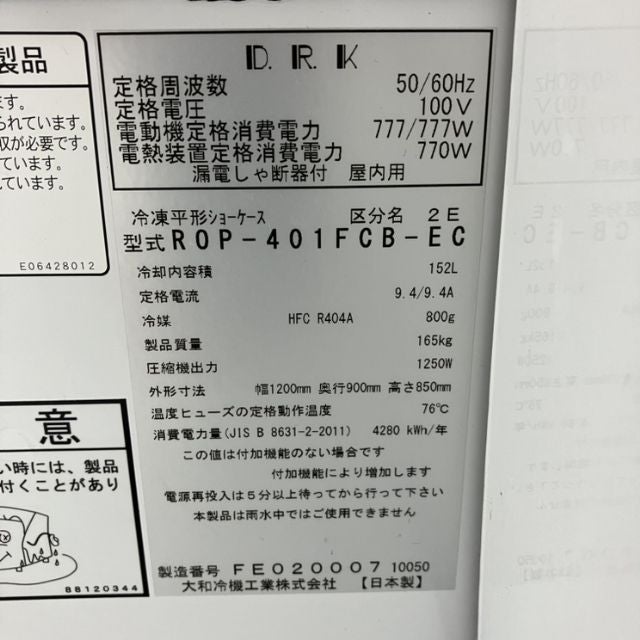 製品
ます。
られています。
収が必要です。
れています。
E06428012
意
い時には、製品
付くことがあり
88120344
D. R. K
定格周波数 50/60Hz
定格電圧 100V
電動機定格消費電力 777/777W
電熱装置定格消費電力 770W
漏電しゃ断器付 屋内用
冷凍平形ショーケース 区分名 2E
型式 ROP-401FCB-EC
冷却内容積 152L
定格電流 9.4/9.4A
冷媒 HFC R404A 800g
製品質量 165kg
圧縮機出力 1250W
外形寸法 幅1200mm 奥行900mm 高さ850mm
温度ヒューズの定格動作温度 76℃
消費電力量(JIS B 8631-2-2011) 4280 kWh/年
この値は付加機能のない場合です
付加機能により増加します
電源再投入は5分以上待ってから行って下さい
本製品は雨水中ではご使用できません
製造番号 FE020007 10050
大和冷機工業株式会社 【日本製】